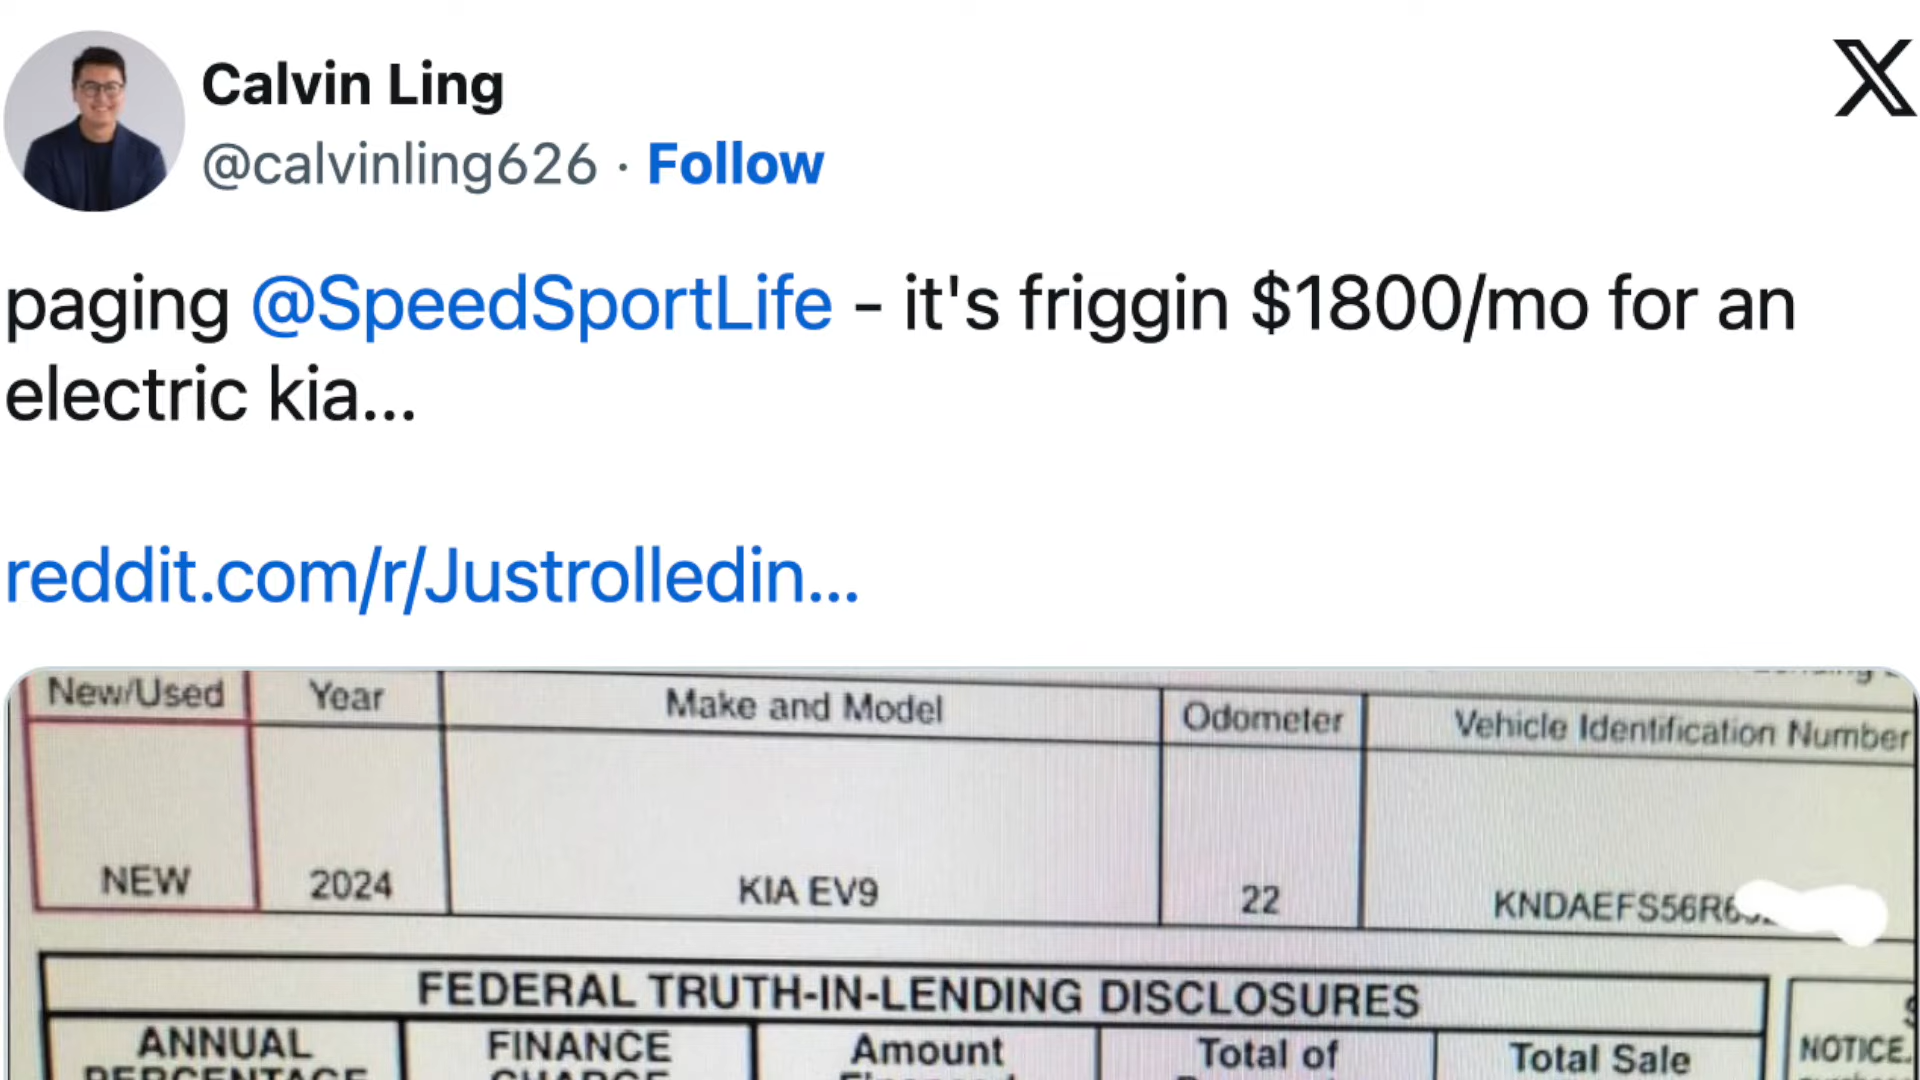 Calvin Ling
@calvinling626 · Follow
paging @SpeedSportLife - it's friggin $1800/mo for an
electric kia...
reddit.com/r/Justrolledin...
New/Used Year Make and Model Odometer Vehicle Identification Number
NEW 2024 KIA EV9 22 KNDAEFS56R6
FEDERAL TRUTH-IN-LENDING DISCLOSURES
ANNUAL FINANCE Amount Total of Total Sale NOTICE.
PERCENTAGE CHARGE